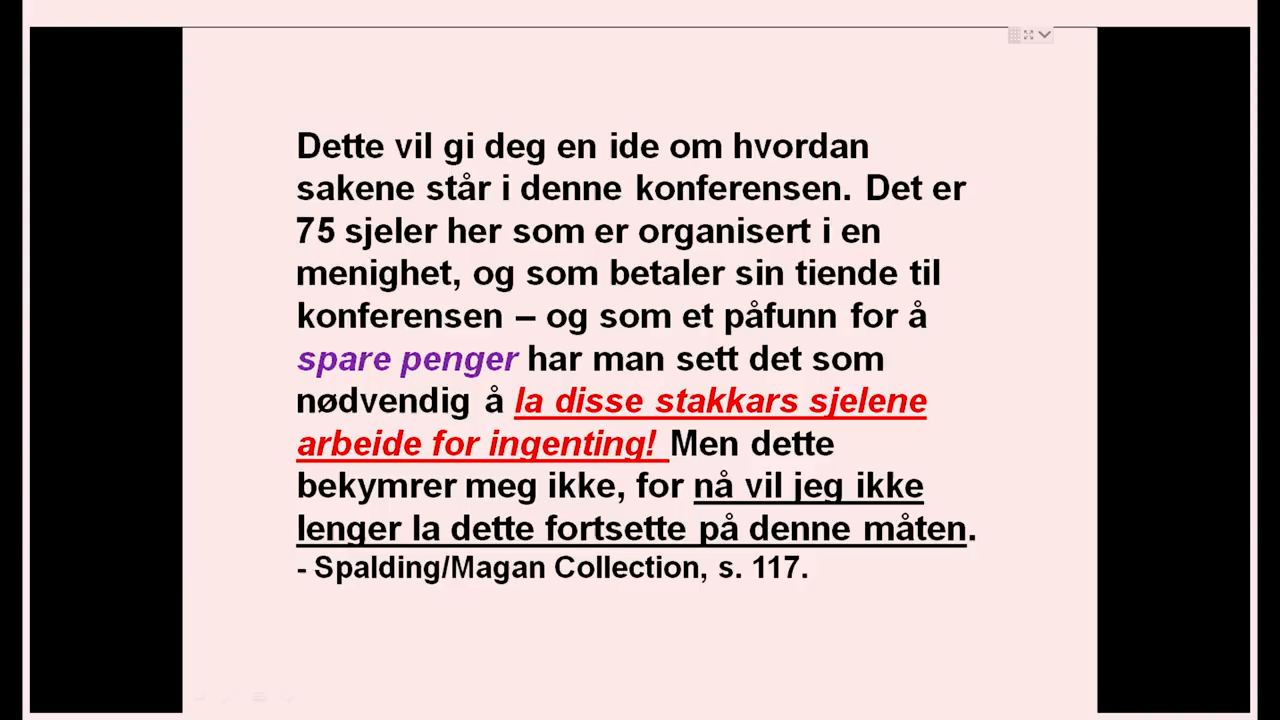 Dette vil gi deg en ide om hvordan
sakene står i denne konferensen. Det er
75 sjeler her som er organisert i en
menighet, og som betaler sin tiende til
konferensen – og som et påfunn for å
spare penger har man sett det som
nødvendig å la disse stakkars sjelene
arbeide for ingenting! Men dette
bekymrer meg ikke, for nå vil jeg ikke
lenger la dette fortsette på denne måten.
- Spalding/Magan Collection, s. 117.